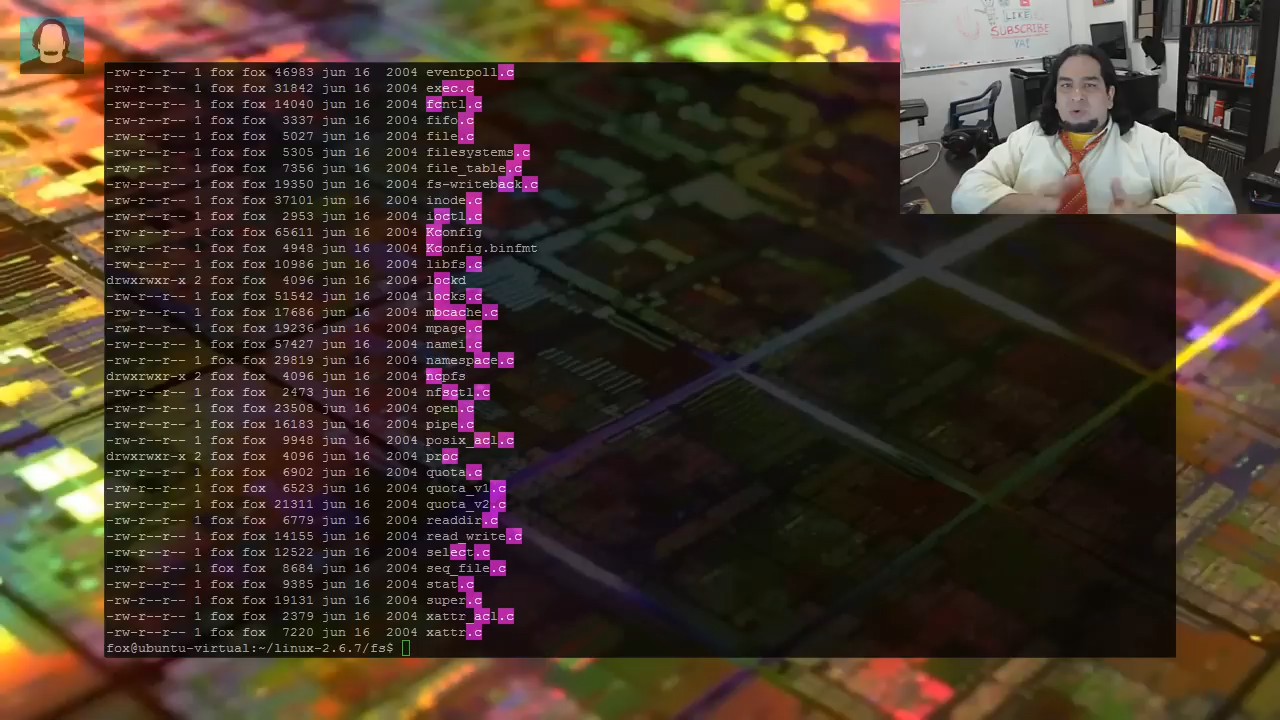 LIKE
SUBSCRIBE
YA!
-rw-r--r-- 1 fox fox 46983 jun 16  2004 eventpoll.c
-rw-r--r-- 1 fox fox 31842 jun 16  2004 exec.c
-rw-r--r-- 1 fox fox 14040 jun 16  2004 fcntl.c
-rw-r--r-- 1 fox fox  3337 jun 16  2004 fifo.c
-rw-r--r-- 1 fox fox  5027 jun 16  2004 file.c
-rw-r--r-- 1 fox fox  5305 jun 16  2004 filesystems.c
-rw-r--r-- 1 fox fox  7356 jun 16  2004 file_table.c
-rw-r--r-- 1 fox fox 19350 jun 16  2004 fs-writeback.c
-rw-r--r-- 1 fox fox 37101 jun 16  2004 inode.c
-rw-r--r-- 1 fox fox  2953 jun 16  2004 ioctl.c
-rw-r--r-- 1 fox fox 65611 jun 16  2004 Kconfig
-rw-r--r-- 1 fox fox  4948 jun 16  2004 Kconfig.binfmt
-rw-r--r-- 1 fox fox 10986 jun 16  2004 libfs.c
drwxrwxr-x 2 fox fox  4096 jun 16  2004 lockd
-rw-r--r-- 1 fox fox 51542 jun 16  2004 locks.c
-rw-r--r-- 1 fox fox 17686 jun 16  2004 mbcache.c
-rw-r--r-- 1 fox fox 19236 jun 16  2004 mpage.c
-rw-r--r-- 1 fox fox 57427 jun 16  2004 namei.c
-rw-r--r-- 1 fox fox 29819 jun 16  2004 namespace.c
drwxrwxr-x 2 fox fox  4096 jun 16  2004 ncpfs
-rw-r--r-- 1 fox fox  2473 jun 16  2004 nfsctl.c
-rw-r--r-- 1 fox fox 23508 jun 16  2004 open.c
-rw-r--r-- 1 fox fox 16183 jun 16  2004 pipe.c
-rw-r--r-- 1 fox fox  9948 jun 16  2004 posix_acl.c
drwxrwxr-x 2 fox fox  4096 jun 16  2004 proc
-rw-r--r-- 1 fox fox  6902 jun 16  2004 quota.c
-rw-r--r-- 1 fox fox  6523 jun 16  2004 quota_v1.c
-rw-r--r-- 1 fox fox 21311 jun 16  2004 quota_v2.c
-rw-r--r-- 1 fox fox  6779 jun 16  2004 readdir.c
-rw-r--r-- 1 fox fox 14155 jun 16  2004 read_write.c
-rw-r--r-- 1 fox fox 12522 jun 16  2004 select.c
-rw-r--r-- 1 fox fox  8684 jun 16  2004 seq_file.c
-rw-r--r-- 1 fox fox  9385 jun 16  2004 stat.c
-rw-r--r-- 1 fox fox 19131 jun 16  2004 super.c
-rw-r--r-- 1 fox fox  2379 jun 16  2004 xattr_acl.c
-rw-r--r-- 1 fox fox  7220 jun 16  2004 xattr.c
fox@ubuntu-virtual:~/linux-2.6.7/fs$